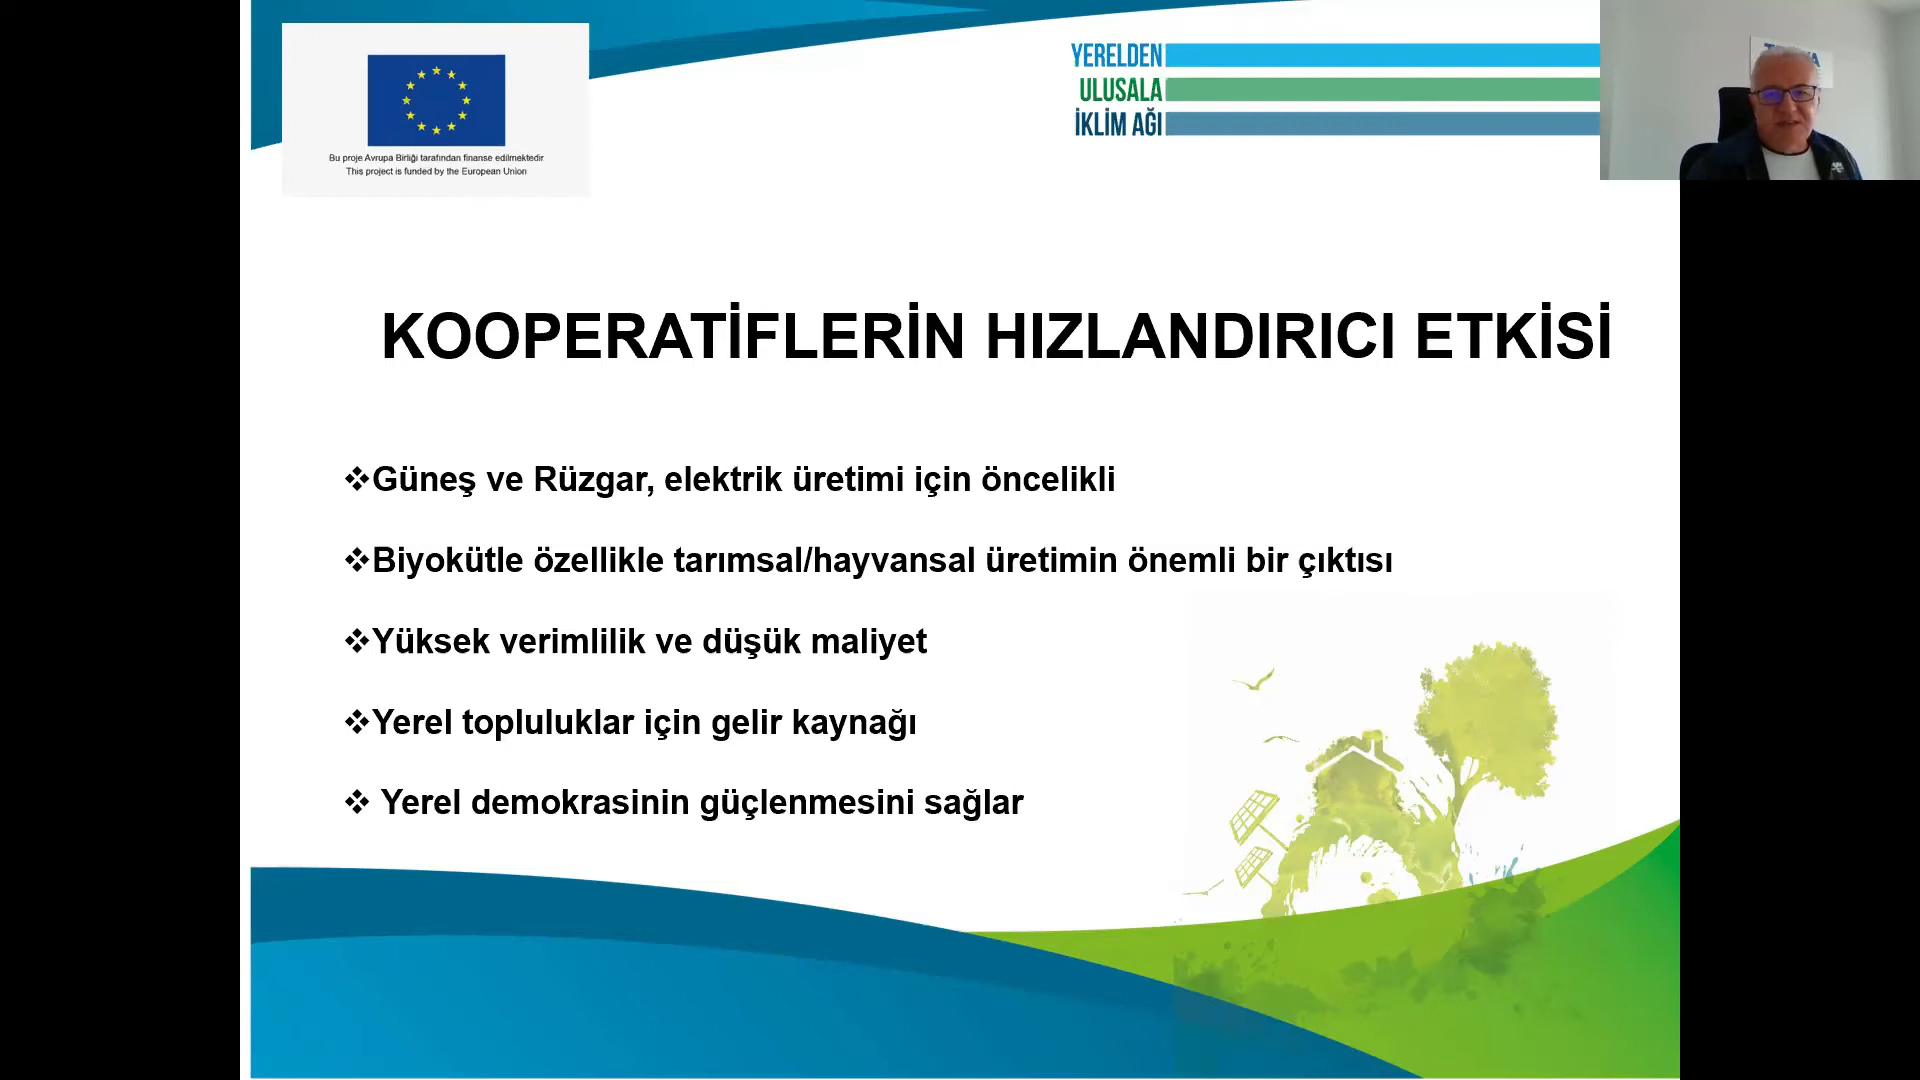 Bu proje Avrupa Birliği tarafından finanse edilmektedir
This project is funded by the European Union
YERELDEN
ULUSALA
İKLİM AĞI
KOOPERATİFLERİN HIZLANDIRICI ETKİSİ
❖Güneş ve Rüzgar, elektrik üretimi için öncelikli
❖Biyokütle özellikle tarımsal/hayvansal üretimin önemli bir çıktısı
❖Yüksek verimlilik ve düşük maliyet
❖Yerel topluluklar için gelir kaynağı
❖ Yerel demokrasinin güçlenmesini sağlar